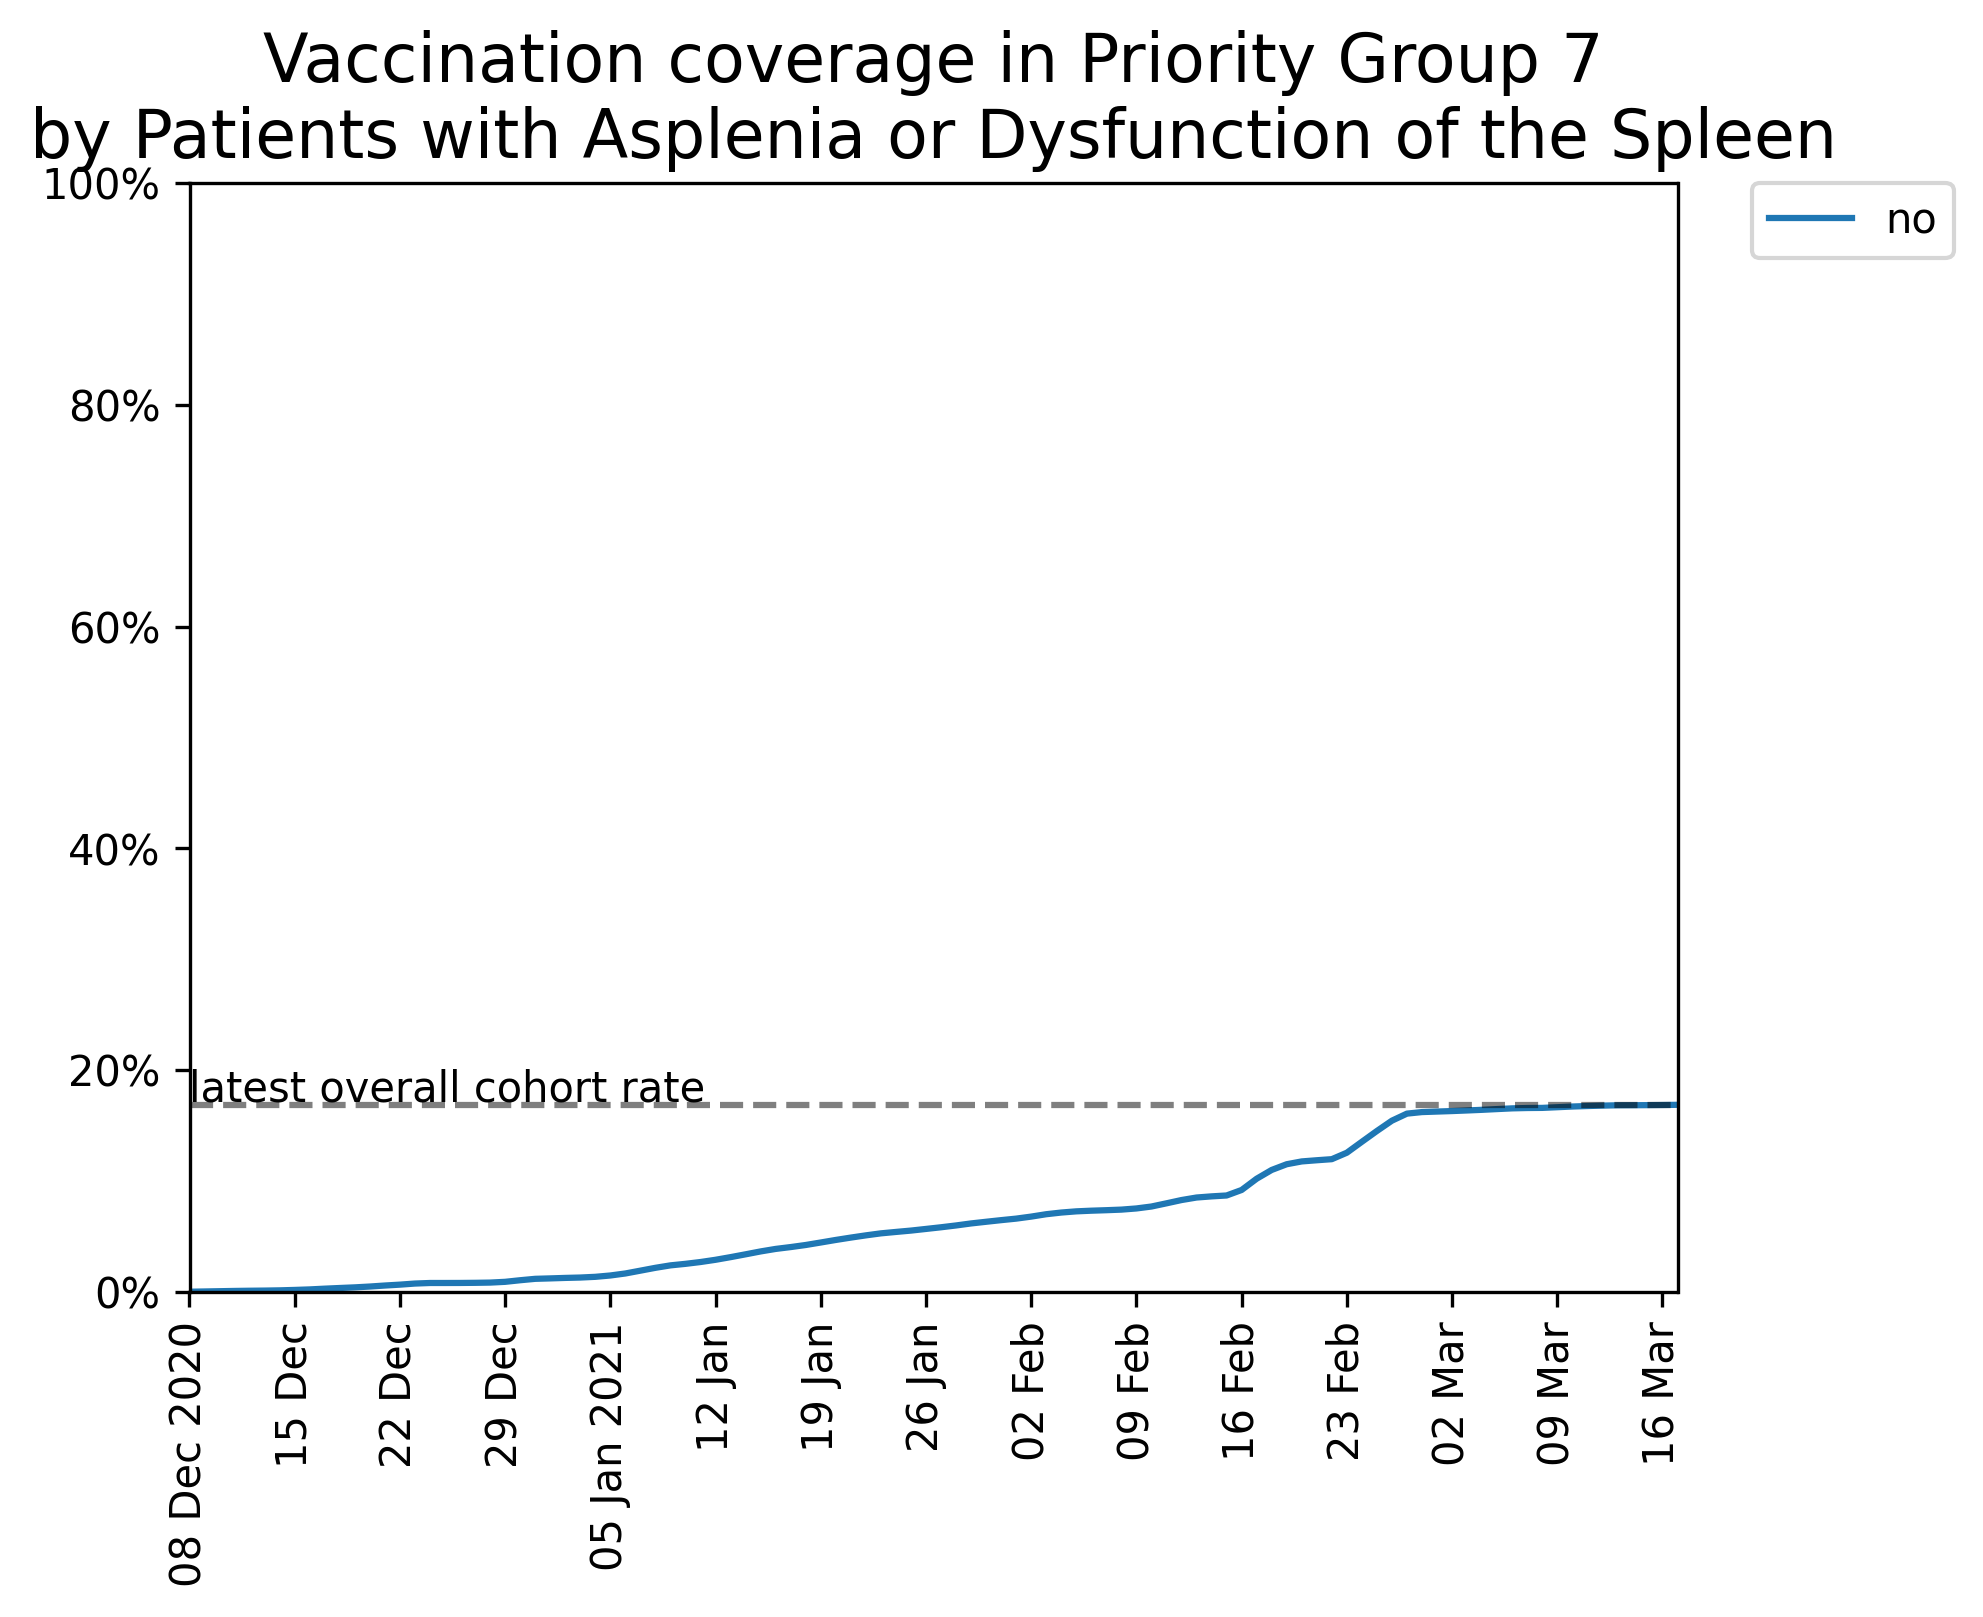 Vaccination coverage in Priority Group 7
by Patients with Asplenia or Dysfunction of the Spleen
100%
no
80%
60%
40%
20%
latest overall cohort rate
0%
08 Dec 2020
15 Dec
22 Dec
29 Dec
05 Jan 2021
12 Jan
19 Jan
26 Jan
02 Feb
09 Feb
16 Feb
23 Feb
02 Mar
09 Mar
16 Mar